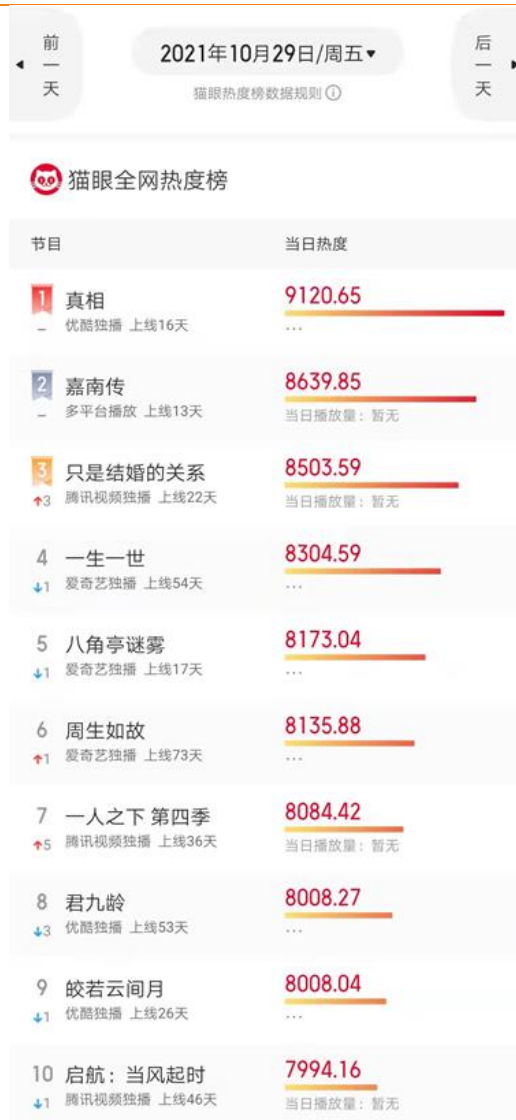 前一天
2021年10月29日/周五▾
后一天
猫眼热度榜数据规则 ⓘ
猫眼全网热度榜
节目 当日热度
1 真相 9120.65
– 优酷独播 上线16天 ...
2 嘉南传 8639.85
– 多平台播放 上线13天 当日播放量：暂无
3 只是结婚的关系 8503.59
↑3 腾讯视频独播 上线22天 当日播放量：暂无
4 一生一世 8304.59
↓1 爱奇艺独播 上线54天 ...
5 八角亭谜雾 8173.04
↓1 爱奇艺独播 上线17天 ...
6 周生如故 8135.88
↑1 爱奇艺独播 上线73天 ...
7 一人之下 第四季 8084.42
↑5 腾讯视频独播 上线36天 当日播放量：暂无
8 君九龄 8008.27
↓3 优酷独播 上线53天 ...
9 皎若云间月 8008.04
↓1 优酷独播 上线26天 ...
10 启航：当风起时 7994.16
↓1 腾讯视频独播 上线46天 当日播放量：暂无